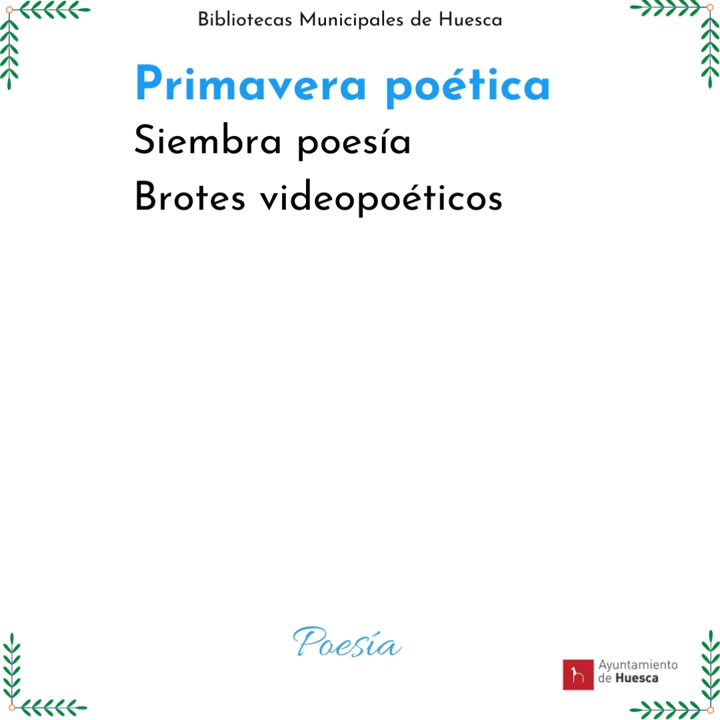 Bibliotecas Municipales de Huesca
Primavera poética
Siembra poesía
Brotes videopoéticos
Poesía
Ayuntamiento
de Huesca